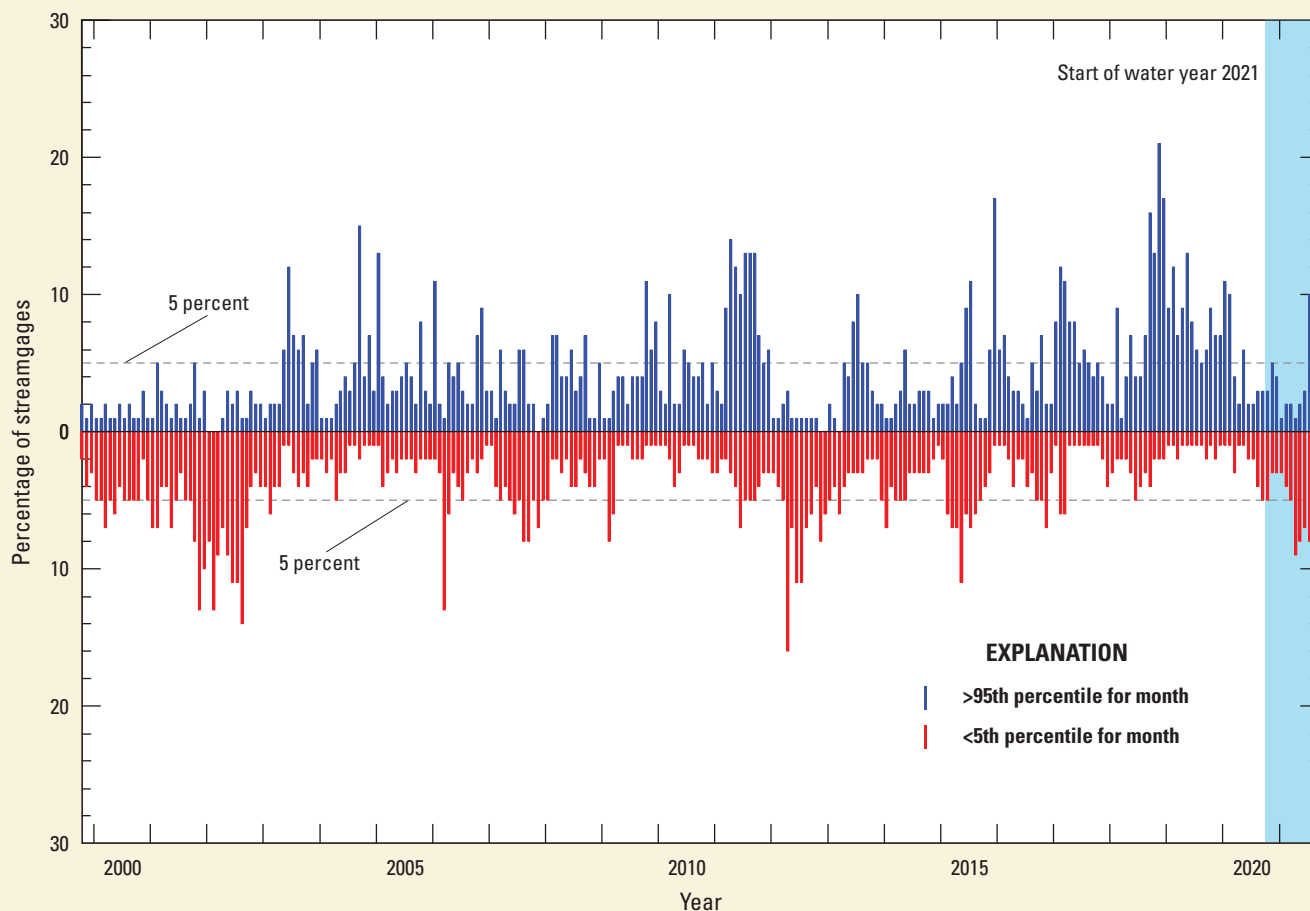 30
Start of water year 2021
20
10
5 percent
0
5 percent
10
EXPLANATION
>95th percentile for month
<5th percentile for month
20
30
Percentage of streamgages
2000 2005 2010 2015 2020
Year